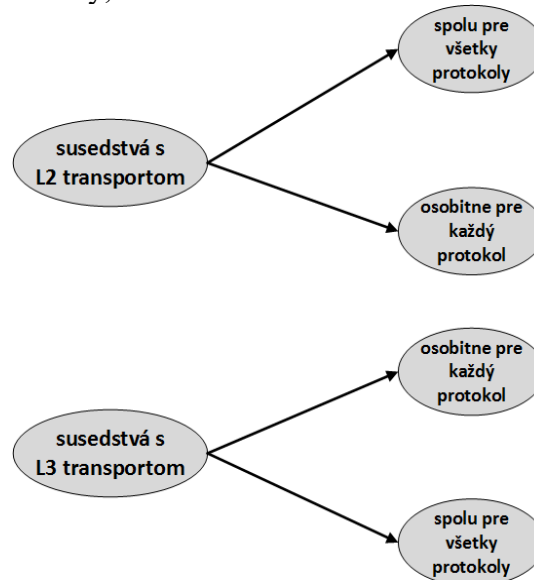 spolu pre
všetky
protokoly
susedstvá s
L2 transportom
osobitne pre
každý
protokol
osobitne pre
každý
protokol
susedstvá s
L3 transportom
spolu pre
všetky
protokoly